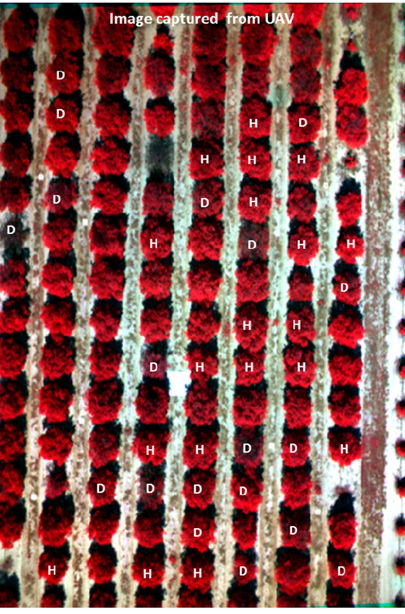 Image captured from UAV
D
D H D
H H H
D D H
D H D H H
D
H H
D H H H
H H D D H
D D D D
D D
H H H D D